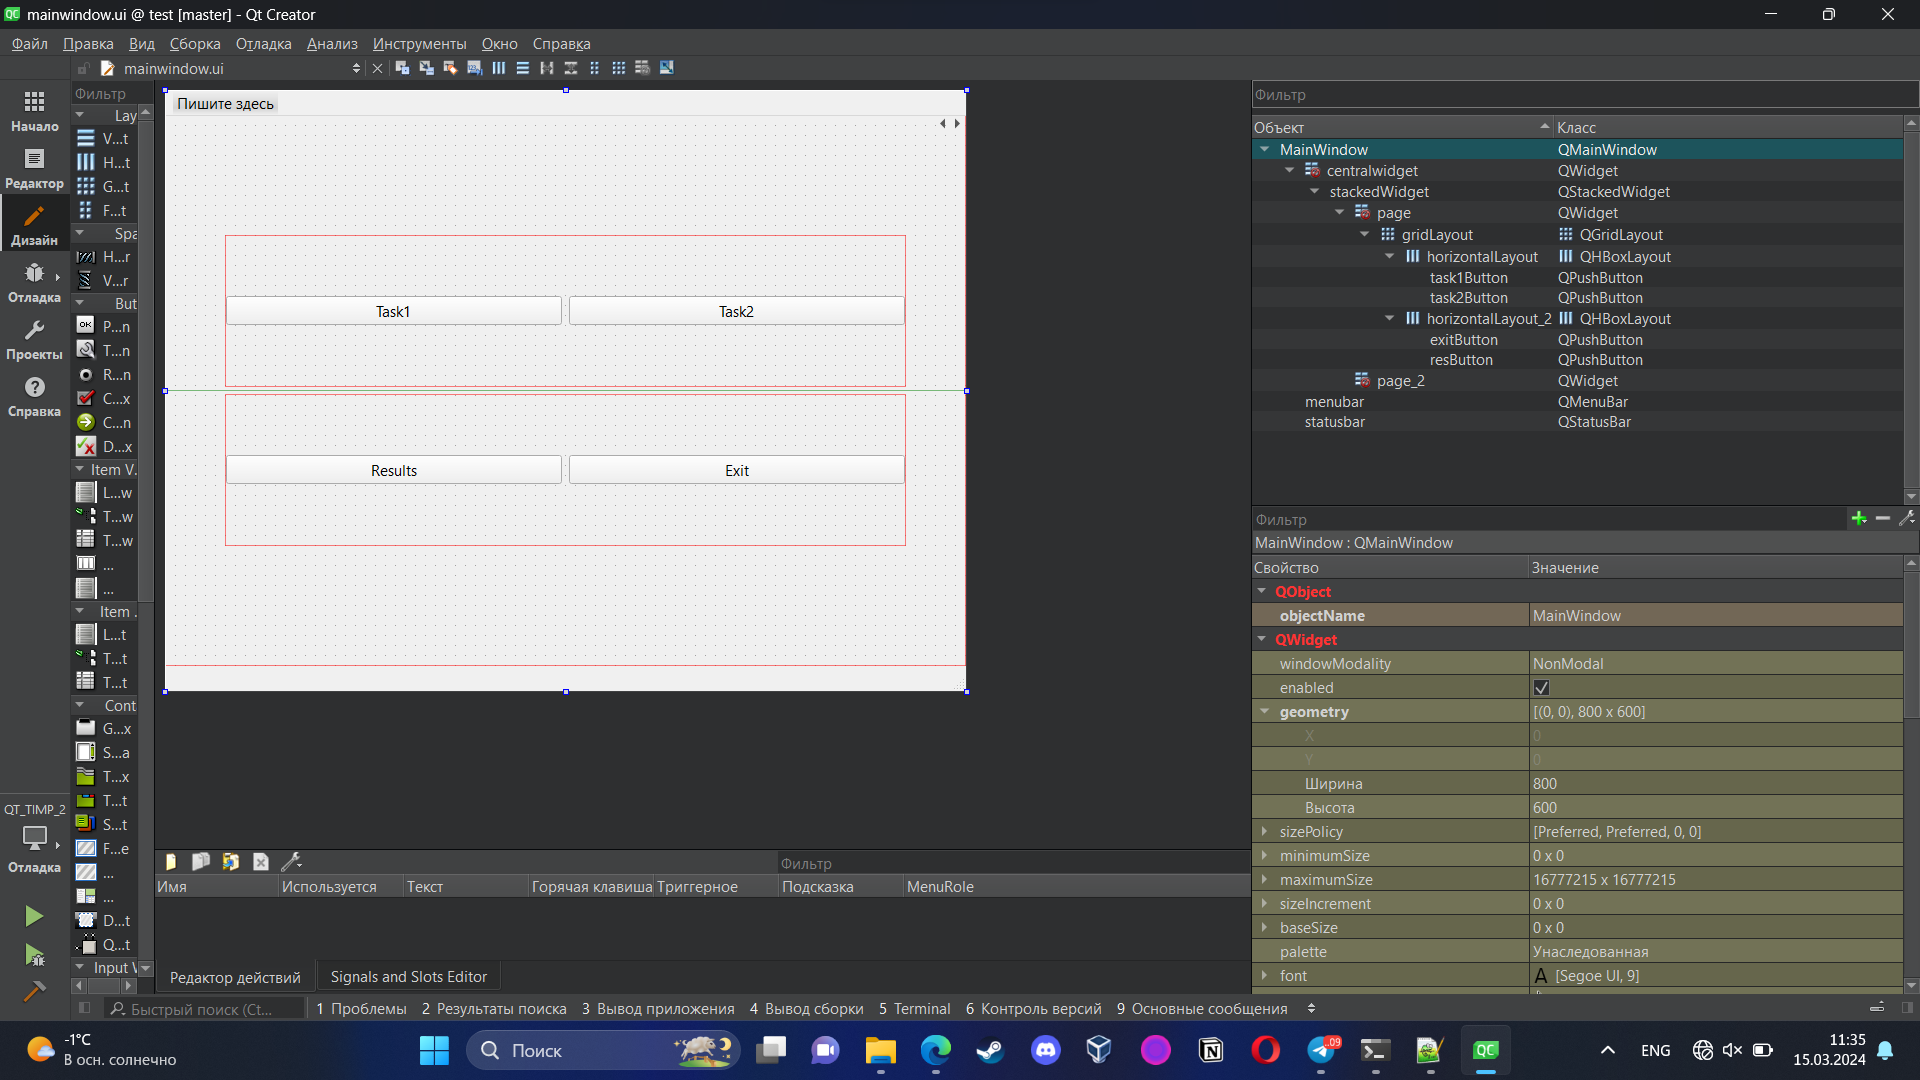 mainwindow.ui @ test [master] - Qt Creator
Файл Правка Вид Сборка Отладка Анализ Инструменты Окно Справка
mainwindow.ui
Начало
Редактор
Дизайн
Отладка
Проекты
Справка
QT_TIMP_2
Отладка
Фильтр
Lay
V...t
H...t
G...t
F...t
Spa
H...r
V...r
But
P...n
T...n
R...n
C...x
C...n
D...x
Item V.
L...w
T...w
T...w
...
...
Item .
L...t
T...t
T...t
Cont
G...x
S...a
T...x
T...t
S...t
F...e
...
...
D...t
Q...t
Input
Пишите здесь
Task1 Task2
Results Exit
Фильтр
Имя Используется Текст Горячая клавиша Триггерное Подсказка MenuRole
Редактор действий Signals and Slots Editor
Фильтр
Объект Класс
MainWindow QMainWindow
centralwidget QWidget
stackedWidget QStackedWidget
page QWidget
gridLayout QGridLayout
horizontalLayout QHBoxLayout
task1Button QPushButton
task2Button QPushButton
horizontalLayout_2 QHBoxLayout
exitButton QPushButton
resButton QPushButton
page_2 QWidget
menubar QMenuBar
statusbar QStatusBar
Фильтр
MainWindow : QMainWindow
Свойство Значение
QObject
objectName MainWindow
QWidget
windowModality NonModal
enabled
geometry [(0, 0), 800 x 600]
X 0
Y 0
Ширина 800
Высота 600
sizePolicy [Preferred, Preferred, 0, 0]
minimumSize 0 x 0
maximumSize 16777215 x 16777215
sizeIncrement 0 x 0
baseSize 0 x 0
palette Унаследованная
font A [Segoe UI, 9]
Быстрый поиск (Ct... 1 Проблемы 2 Результаты поиска 3 Вывод приложения 4 Вывод сборки 5 Terminal 6 Контроль версий 9 Основные сообщения
-1°C
В осн. солнечно
Поиск
.09
QC
ENG
11:35
15.03.2024